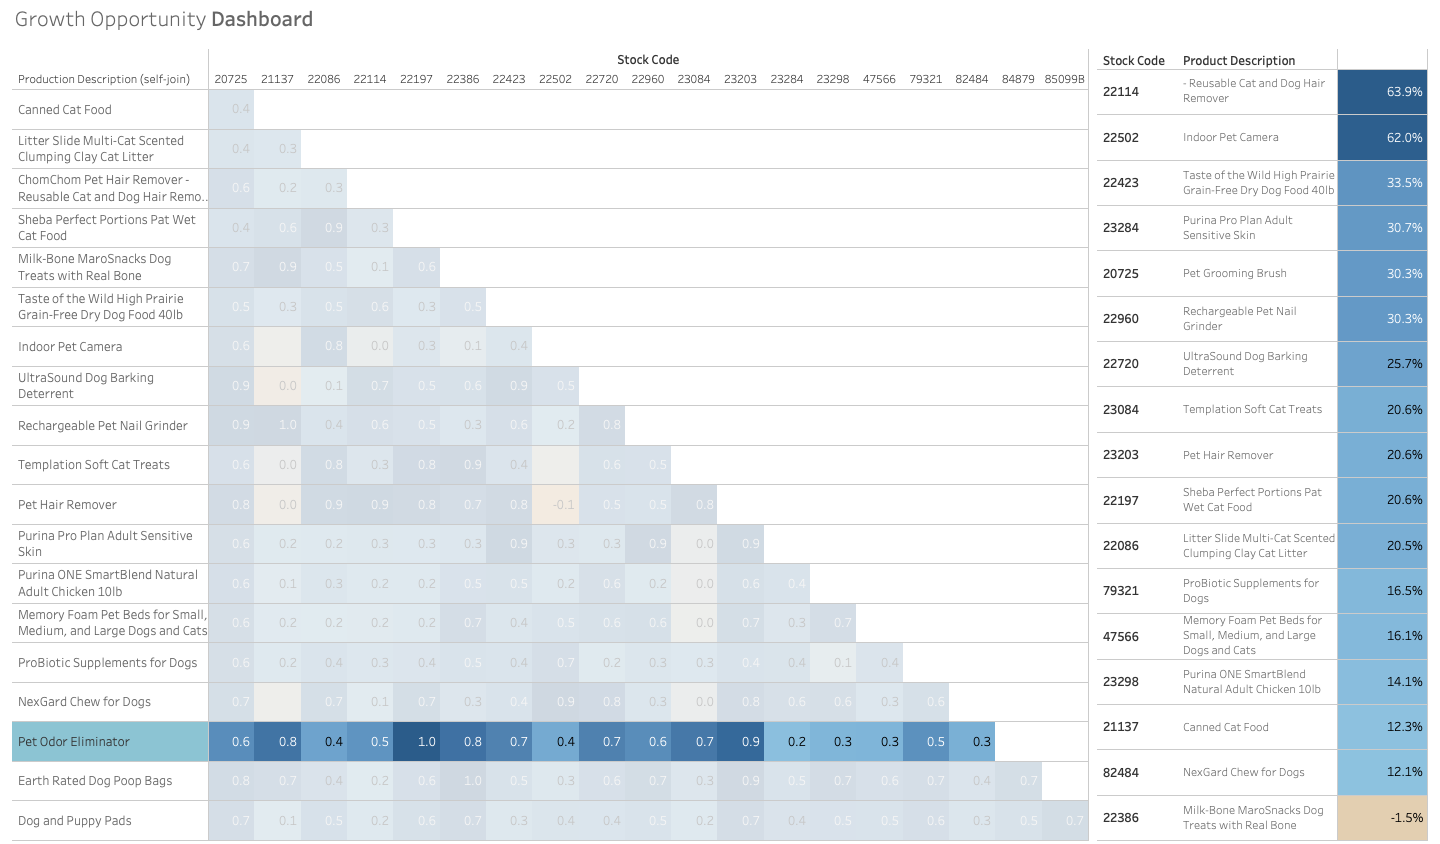 Growth Opportunity Dashboard
Stock Code
Production Description (self-join) 20725 21137 22086 22114 22197 22386 22423 22502 22720 22960 23084 23203 23284 23298 47566 79321 82484 84879 85099B
Canned Cat Food 0.4
Litter Slide Multi-Cat Scented
Clumping Clay Cat Litter 0.4 0.3
ChomChom Pet Hair Remover -
Reusable Cat and Dog Hair Remo.. 0.6 0.2 0.3
Sheba Perfect Portions Pat Wet
Cat Food 0.4 0.6 0.9 0.3
Milk-Bone MaroSnacks Dog
Treats with Real Bone 0.7 0.9 0.5 0.1 0.6
Taste of the Wild High Prairie
Grain-Free Dry Dog Food 40lb 0.5 0.3 0.5 0.6 0.3 0.5
Indoor Pet Camera 0.6 0.8 0.0 0.3 0.1 0.4
UltraSound Dog Barking
Deterrent 0.9 0.0 0.1 0.7 0.5 0.6 0.9 0.5
Rechargeable Pet Nail Grinder 0.9 1.0 0.4 0.6 0.5 0.3 0.6 0.2 0.8
Templation Soft Cat Treats 0.6 0.0 0.8 0.3 0.8 0.9 0.4 0.6 0.5
Pet Hair Remover 0.8 0.0 0.9 0.9 0.8 0.7 0.8 -0.1 0.5 0.5 0.8
Purina Pro Plan Adult Sensitive
Skin 0.6 0.2 0.2 0.3 0.3 0.3 0.9 0.3 0.3 0.9 0.0 0.9
Purina ONE SmartBlend Natural
Adult Chicken 10lb 0.6 0.1 0.3 0.2 0.2 0.5 0.5 0.2 0.6 0.2 0.0 0.6 0.4
Memory Foam Pet Beds for Small,
Medium, and Large Dogs and Cats 0.6 0.2 0.2 0.2 0.2 0.7 0.4 0.5 0.6 0.6 0.0 0.7 0.3 0.7
ProBiotic Supplements for Dogs 0.6 0.2 0.4 0.3 0.4 0.5 0.4 0.7 0.2 0.3 0.3 0.4 0.4 0.1 0.4
NexGard Chew for Dogs 0.7 0.7 0.1 0.7 0.3 0.4 0.9 0.8 0.3 0.0 0.8 0.6 0.6 0.3 0.6
Pet Odor Eliminator 0.6 0.8 0.4 0.5 1.0 0.8 0.7 0.4 0.7 0.6 0.7 0.9 0.2 0.3 0.3 0.5 0.3
Earth Rated Dog Poop Bags 0.8 0.7 0.4 0.2 0.6 1.0 0.5 0.3 0.6 0.7 0.3 0.9 0.5 0.7 0.6 0.7 0.4 0.7
Dog and Puppy Pads 0.7 0.1 0.5 0.2 0.6 0.7 0.3 0.4 0.4 0.5 0.2 0.7 0.4 0.5 0.5 0.6 0.3 0.5 0.7
Stock Code Product Description
22114 - Reusable Cat and Dog Hair
Remover 63.9%
22502 Indoor Pet Camera 62.0%
22423 Taste of the Wild High Prairie
Grain-Free Dry Dog Food 40lb 33.5%
23284 Purina Pro Plan Adult
Sensitive Skin 30.7%
20725 Pet Grooming Brush 30.3%
22960 Rechargeable Pet Nail
Grinder 30.3%
22720 UltraSound Dog Barking
Deterrent 25.7%
23084 Templation Soft Cat Treats 20.6%
23203 Pet Hair Remover 20.6%
22197 Sheba Perfect Portions Pat
Wet Cat Food 20.6%
22086 Litter Slide Multi-Cat Scented
Clumping Clay Cat Litter 20.5%
79321 ProBiotic Supplements for
Dogs 16.5%
47566 Memory Foam Pet Beds for
Small, Medium, and Large
Dogs and Cats 16.1%
23298 Purina ONE SmartBlend
Natural Adult Chicken 10lb 14.1%
21137 Canned Cat Food 12.3%
82484 NexGard Chew for Dogs 12.1%
22386 Milk-Bone MaroSnacks Dog
Treats with Real Bone -1.5%